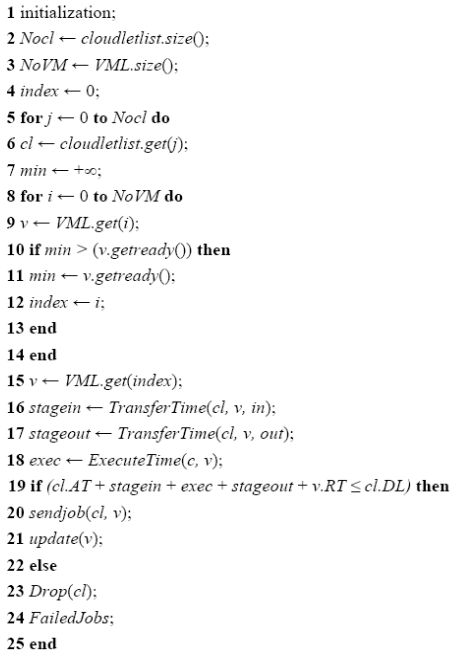 1 initialization;
2 Nocl ← cloudletlist.size();
3 NoVM ← VML.size();
4 index ← 0;
5 for j ← 0 to Nocl do
6 cl ← cloudletlist.get(j);
7 min ← +∞;
8 for i ← 0 to NoVM do
9 v ← VML.get(i);
10 if min > (v.getready()) then
11 min ← v.getready();
12 index ← i;
13 end
14 end
15 v ← VML.get(index);
16 stagein ← TransferTime(cl, v, in);
17 stageout ← TransferTime(cl, v, out);
18 exec ← ExecuteTime(c, v);
19 if (cl.AT + stagein + exec + stageout + v.RT ≤ cl.DL) then
20 sendjob(cl, v);
21 update(v);
22 else
23 Drop(cl);
24 FailedJobs;
25 end